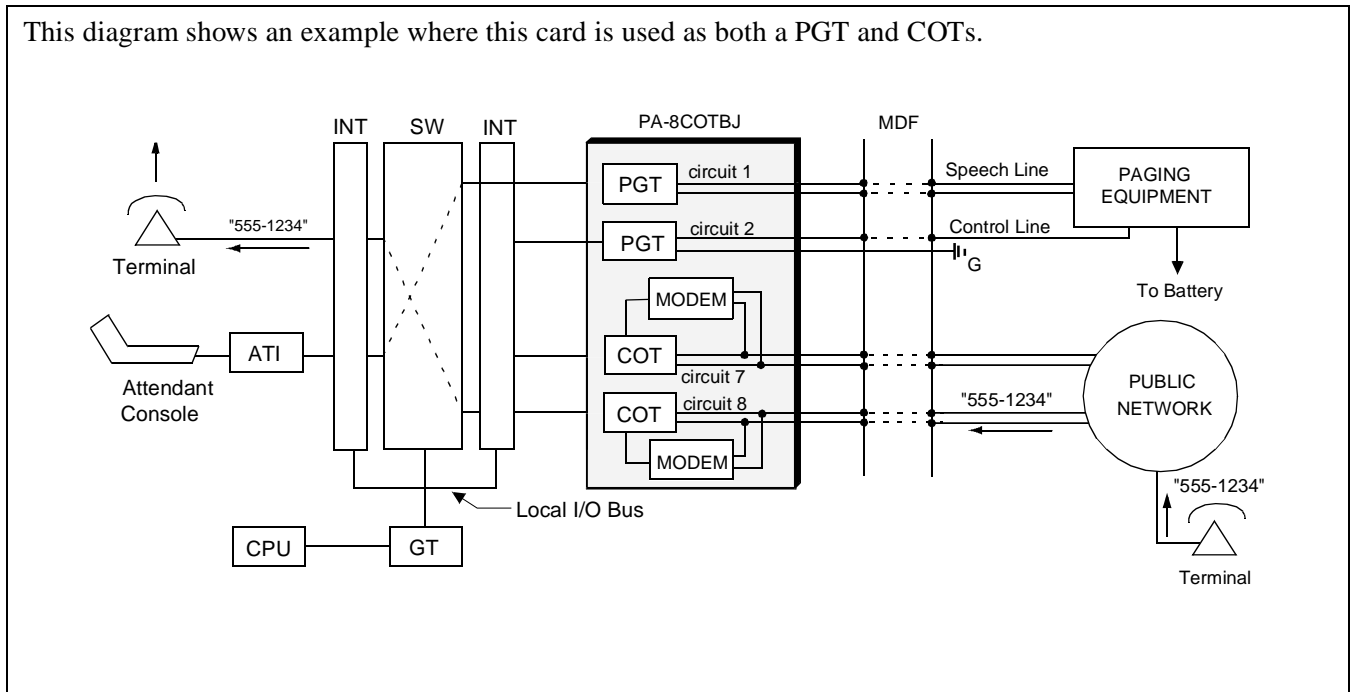 This diagram shows an example where this card is used as both a PGT and COTs.
INT
SW
INT
PA-8COTBJ
MDF
PGT
circuit 1
Speech Line
PAGING
EQUIPMENT
"555-1234"
Terminal
PGT
circuit 2
Control Line
G
To Battery
MODEM
ATI
COT
circuit 7
Attendant
Console
COT
circuit 8
"555-1234"
PUBLIC
NETWORK
MODEM
Local I/O Bus
"555-1234"
CPU
GT
Terminal